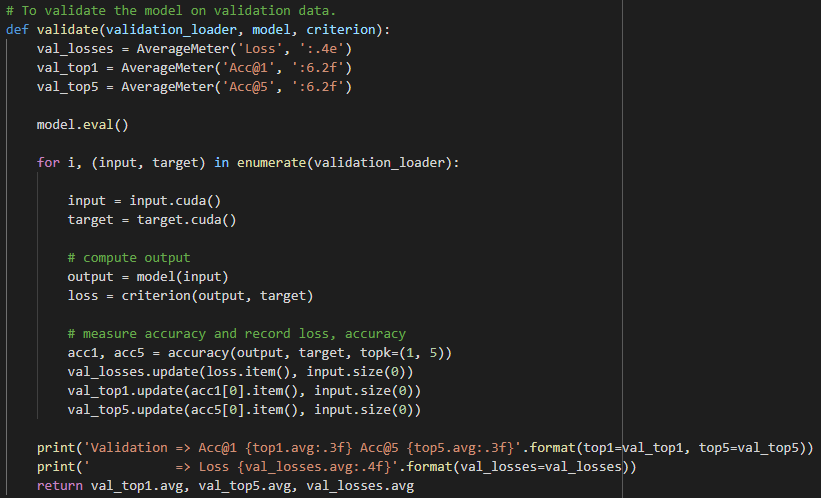 # To validate the model on validation data.
def validate(validation_loader, model, criterion):
    val_losses = AverageMeter('Loss', ':.4e')
    val_top1 = AverageMeter('Acc@1', ':6.2f')
    val_top5 = AverageMeter('Acc@5', ':6.2f')
    model.eval()
    for i, (input, target) in enumerate(validation_loader):
        input = input.cuda()
        target = target.cuda()
        # compute output
        output = model(input)
        loss = criterion(output, target)
        # measure accuracy and record loss, accuracy
        acc1, acc5 = accuracy(output, target, topk=(1, 5))
        val_losses.update(loss.item(), input.size(0))
        val_top1.update(acc1[0].item(), input.size(0))
        val_top5.update(acc5[0].item(), input.size(0))
    print('Validation => Acc@1 {top1.avg:.3f} Acc@5 {top5.avg:.3f}'.format(top1=val_top1, top5=val_top5))
    print('           => Loss {val_losses.avg:.4f}'.format(val_losses=val_losses))
    return val_top1.avg, val_top5.avg, val_losses.avg